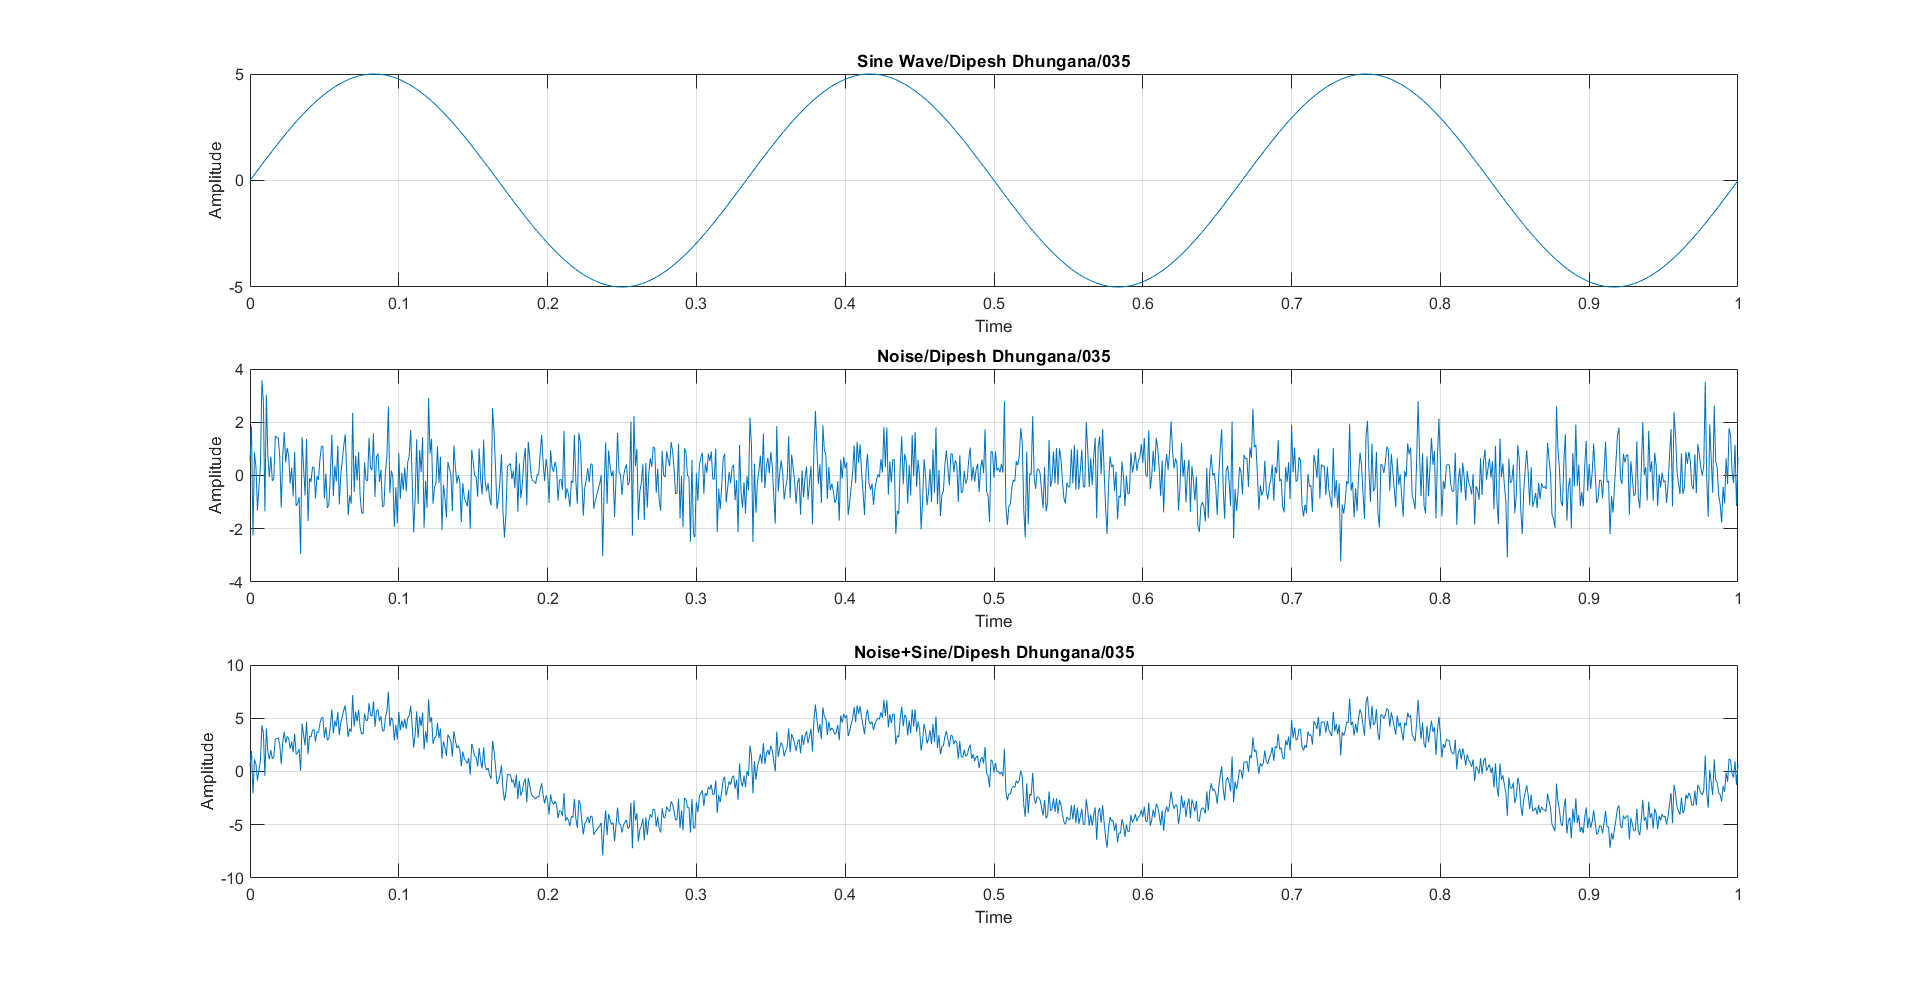 Sine Wave/Dipesh Dhungana/035
5
0
-5
Amplitude
0 0.1 0.2 0.3 0.4 0.5 0.6 0.7 0.8 0.9 1
Time
Noise/Dipesh Dhungana/035
4
2
0
-2
-4
Amplitude
0 0.1 0.2 0.3 0.4 0.5 0.6 0.7 0.8 0.9 1
Time
Noise+Sine/Dipesh Dhungana/035
10
5
0
-5
-10
Amplitude
0 0.1 0.2 0.3 0.4 0.5 0.6 0.7 0.8 0.9 1
Time